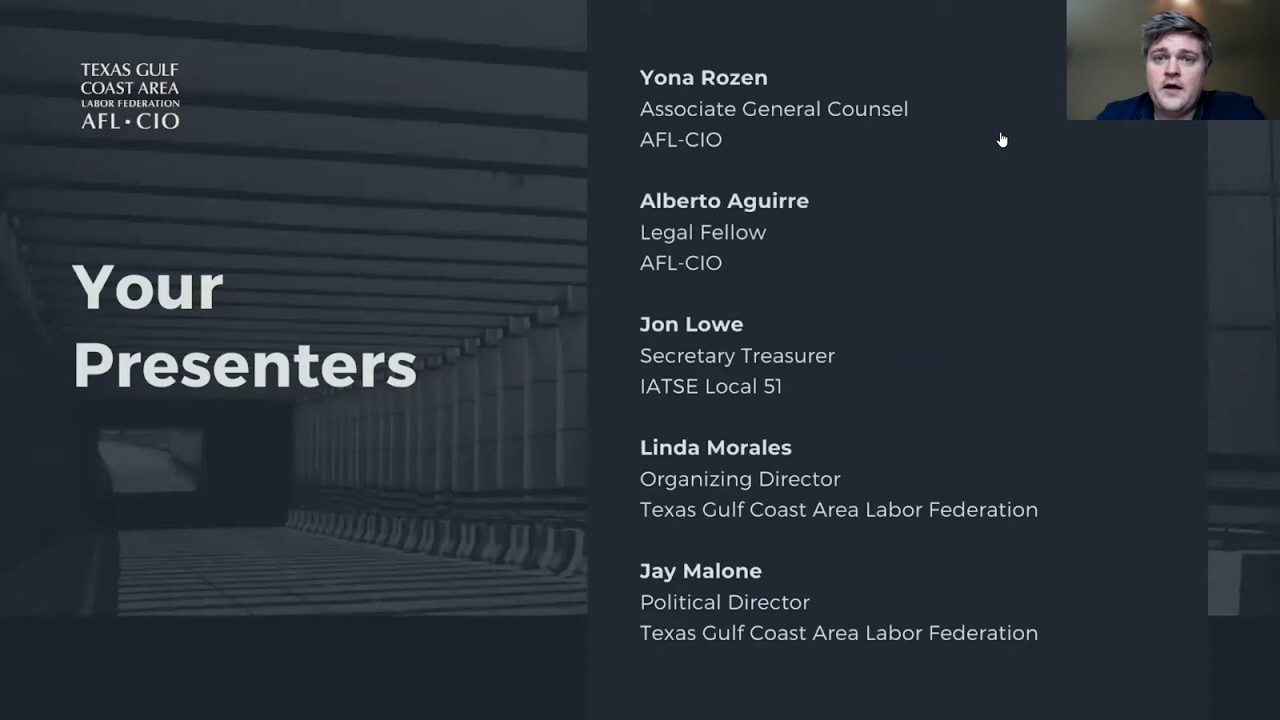 TEXAS GULF
COAST AREA
LABOR FEDERATION
AFL • CIO
Your
Presenters
Yona Rozen
Associate General Counsel
AFL-CIO
Alberto Aguirre
Legal Fellow
AFL-CIO
Jon Lowe
Secretary Treasurer
IATSE Local 51
Linda Morales
Organizing Director
Texas Gulf Coast Area Labor Federation
Jay Malone
Political Director
Texas Gulf Coast Area Labor Federation